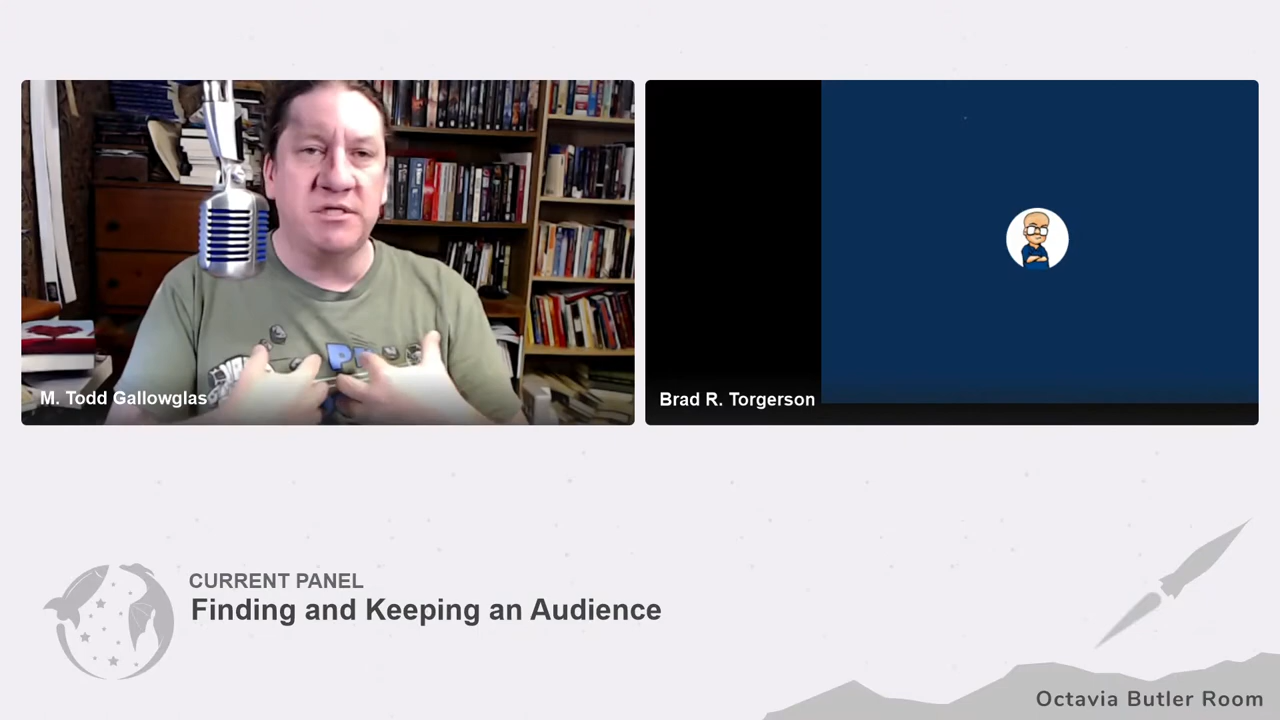 M. Todd Gallowglas
Brad R. Torgerson
CURRENT PANEL
Finding and Keeping an Audience
Octavia Butler Room